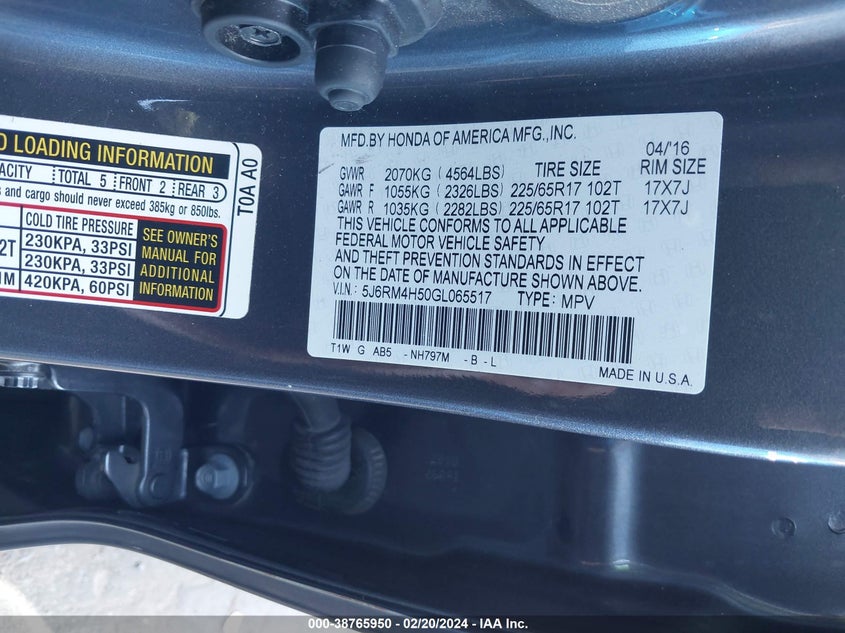 D LOADING INFORMATION
ACITY TOTAL 5 FRONT 2 REAR 3
s and cargo should never exceed 385kg or 850lbs.
COLD TIRE PRESSURE
2T 230KPA, 33PSI
230KPA, 33PSI
1M 420KPA, 60PSI
SEE OWNER'S
MANUAL FOR
ADDITIONAL
INFORMATION
T0A A0
MFD.BY HONDA OF AMERICA MFG.,INC. 04/'16
GVWR 2070KG (4564LBS) TIRE SIZE RIM SIZE
GAWR F 1055KG (2326LBS) 225/65R17 102T 17X7J
GAWR R 1035KG (2282LBS) 225/65R17 102T 17X7J
THIS VEHICLE CONFORMS TO ALL APPLICABLE
FEDERAL MOTOR VEHICLE SAFETY
AND THEFT PREVENTION STANDARDS IN EFFECT
ON THE DATE OF MANUFACTURE SHOWN ABOVE.
V.I.N.: 5J6RM4H50GL065517 TYPE: MPV
T1W G AB5 -NH797M -B-L
MADE IN U.S.A.
000-38765950 - 02/20/2024 - IAA Inc.